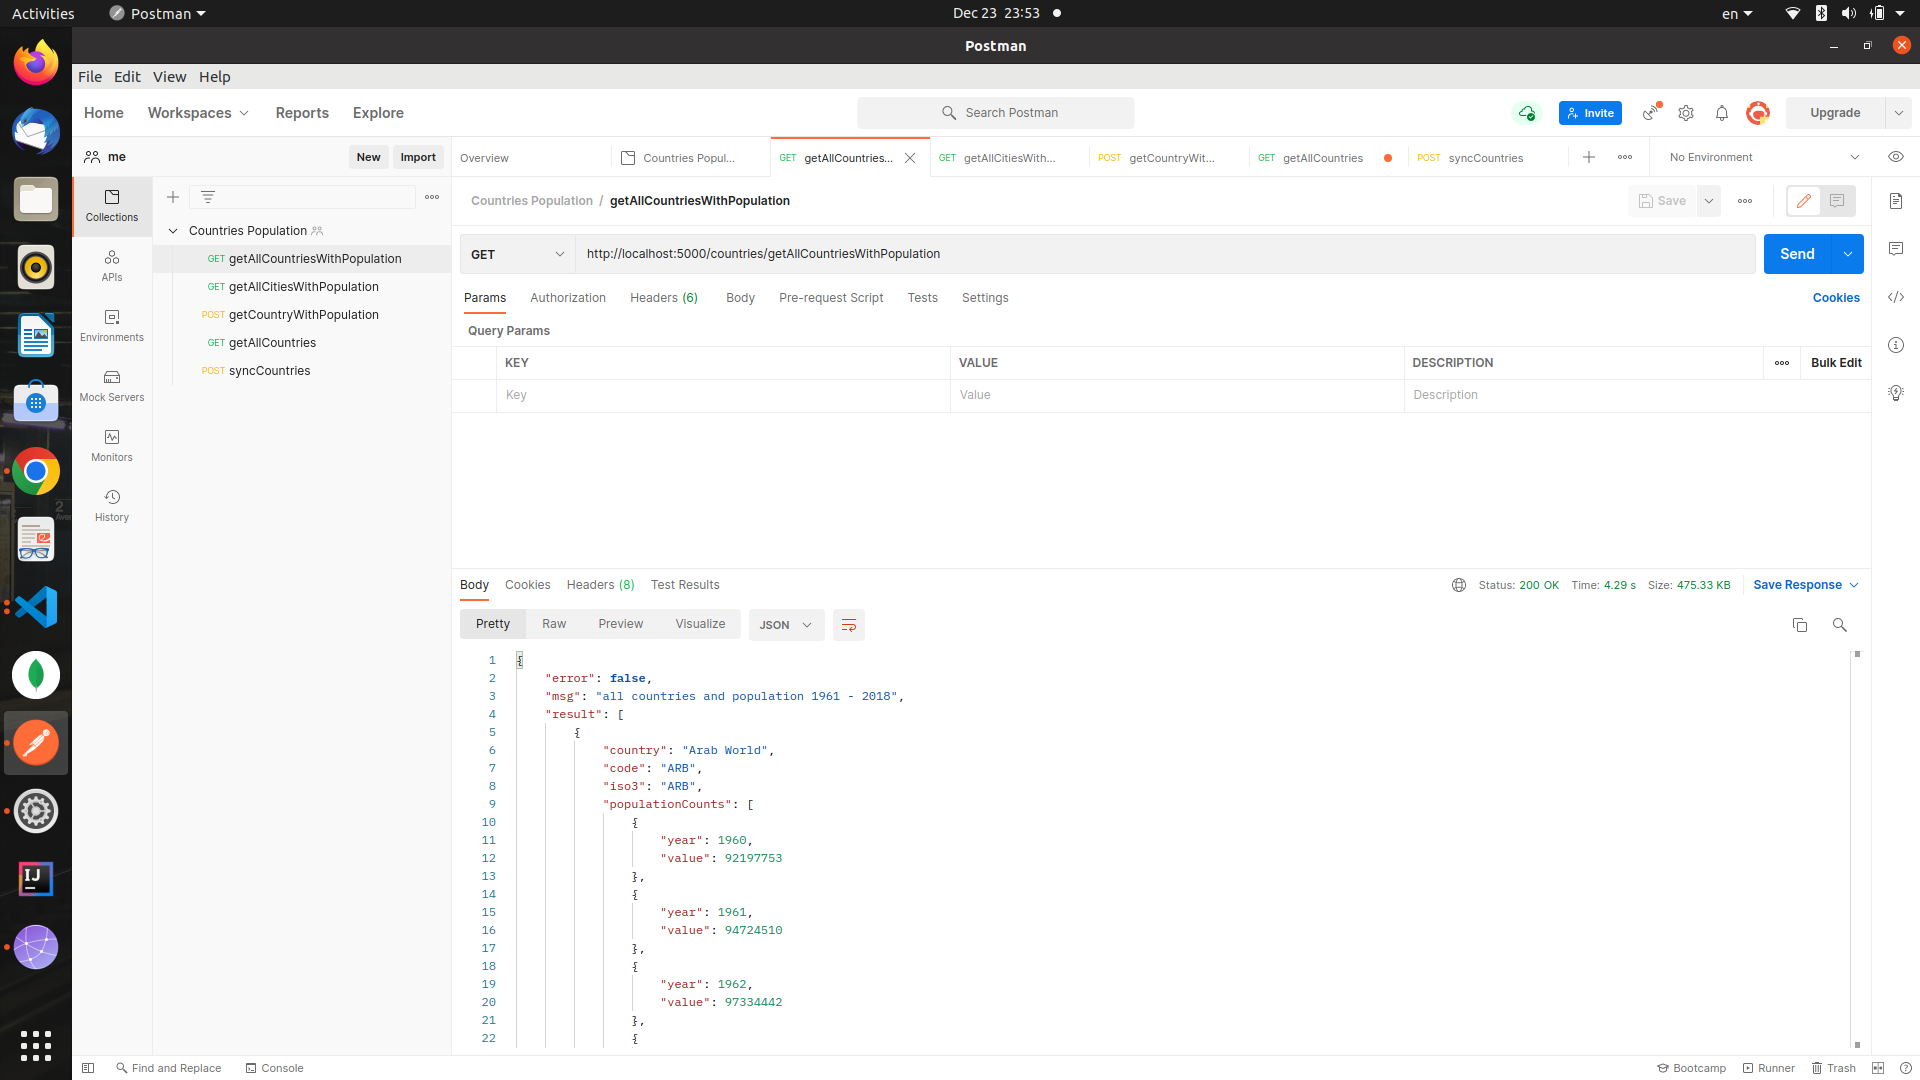 Activities
Postman
Dec 23 23:53
en
Postman
File Edit View Help
Home Workspaces Reports Explore
Search Postman
Invite
Upgrade
me
New Import
Overview
Countries Popul...
GET getAllCountries...
GET getAllCitiesWith...
POST getCountryWit...
GET getAllCountries
POST syncCountries
No Environment
Collections
APIs
Environments
Mock Servers
Monitors
History
Countries Population
GET getAllCountriesWithPopulation
GET getAllCitiesWithPopulation
POST getCountryWithPopulation
GET getAllCountries
POST syncCountries
Countries Population / getAllCountriesWithPopulation
Save
GET http://localhost:5000/countries/getAllCountriesWithPopulation
Send
Params Authorization Headers (6) Body Pre-request Script Tests Settings
Cookies
Query Params
KEY VALUE DESCRIPTION
Bulk Edit
Key Value Description
Body Cookies Headers (8) Test Results
Status: 200 OK Time: 4.29 s Size: 475.33 KB
Save Response
Pretty Raw Preview Visualize
JSON
1 {
2 "error": false,
3 "msg": "all countries and population 1961 - 2018",
4 "result": [
5 {
6 "country": "Arab World",
7 "code": "ARB",
8 "iso3": "ARB",
9 "populationCounts": [
10 {
11 "year": 1960,
12 "value": 92197753
13 },
14 {
15 "year": 1961,
16 "value": 94724510
17 },
18 {
19 "year": 1962,
20 "value": 97334442
21 },
22 {
Find and Replace
Console
Bootcamp
Runner
Trash